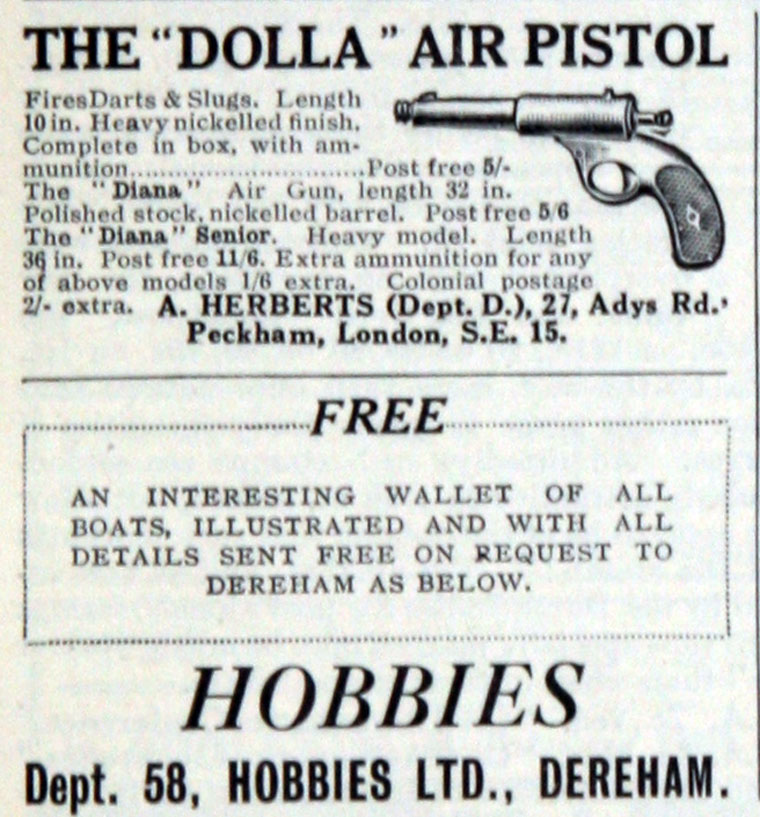 THE "DOLLA" AIR PISTOL
Fires Darts & Slugs. Length
10 in. Heavy nickelled finish.
Complete in box, with am-
munition..............................Post free 5/-
The "Diana" Air Gun, length 32 in.
Polished stock, nickelled barrel. Post free 5/6
The "Diana" Senior. Heavy model. Length
36 in. Post free 11/6. Extra ammunition for any
of above models 1/6 extra. Colonial postage
2/- extra. A. HERBERTS (Dept. D.), 27, Adys Rd.,
Peckham, London, S.E. 15.
FREE
AN INTERESTING WALLET OF ALL
BOATS, ILLUSTRATED AND WITH ALL
DETAILS SENT FREE ON REQUEST TO
DEREHAM AS BELOW.
HOBBIES
Dept. 58, HOBBIES LTD., DEREHAM.